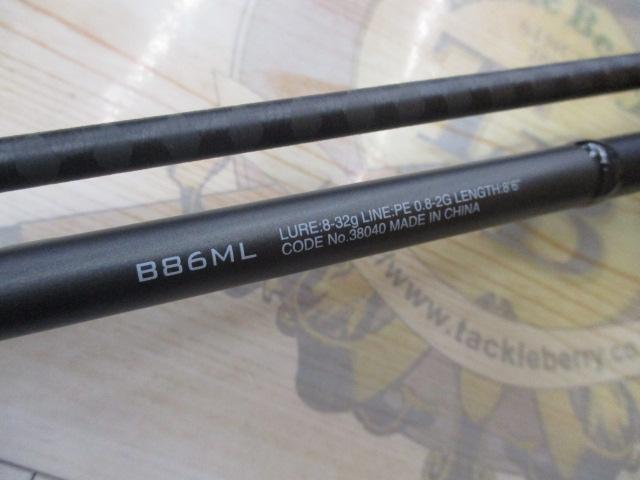 B86ML
LURE:8-32g LINE:PE 0.8-2G LENGTH:8'6"
CODE No.38040 MADE IN CHINA
www.tackleberry.co